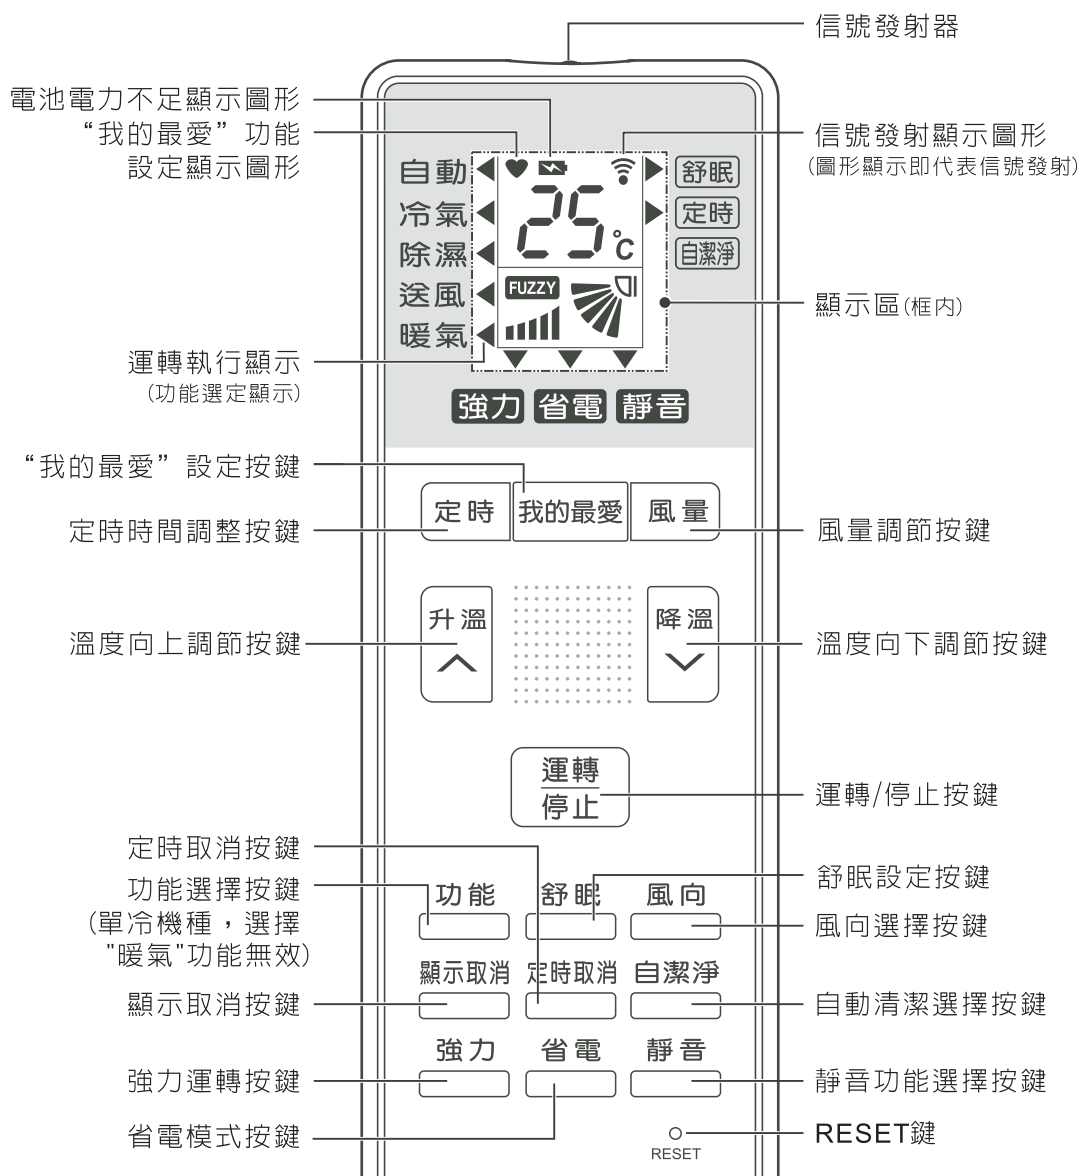 信號發射器
電池電力不足顯示圖形
“我的最愛”功能
設定顯示圖形
信號發射顯示圖形
(圖形顯示即代表信號發射)
自動
冷氣
除濕
送風
暖氣
25℃
FUZZY
舒眠
定時
自潔淨
顯示區(框内)
運轉執行顯示
(功能選定顯示)
強力 省電 靜音
“我的最愛”設定按鍵
定時時間調整按鍵
定時 我的最愛 風量
風量調節按鍵
溫度向上調節按鍵
升溫
降溫
溫度向下調節按鍵
運轉
停止
運轉/停止按鍵
定時取消按鍵
功能選擇按鍵
(單冷機種，選擇
"暖氣"功能無效)
顯示取消按鍵
強力運轉按鍵
省電模式按鍵
功能 舒眠 風向
顯示取消 定時取消 自潔淨
強力 省電 靜音
舒眠設定按鍵
風向選擇按鍵
自動清潔選擇按鍵
靜音功能選擇按鍵
RESET鍵
RESET